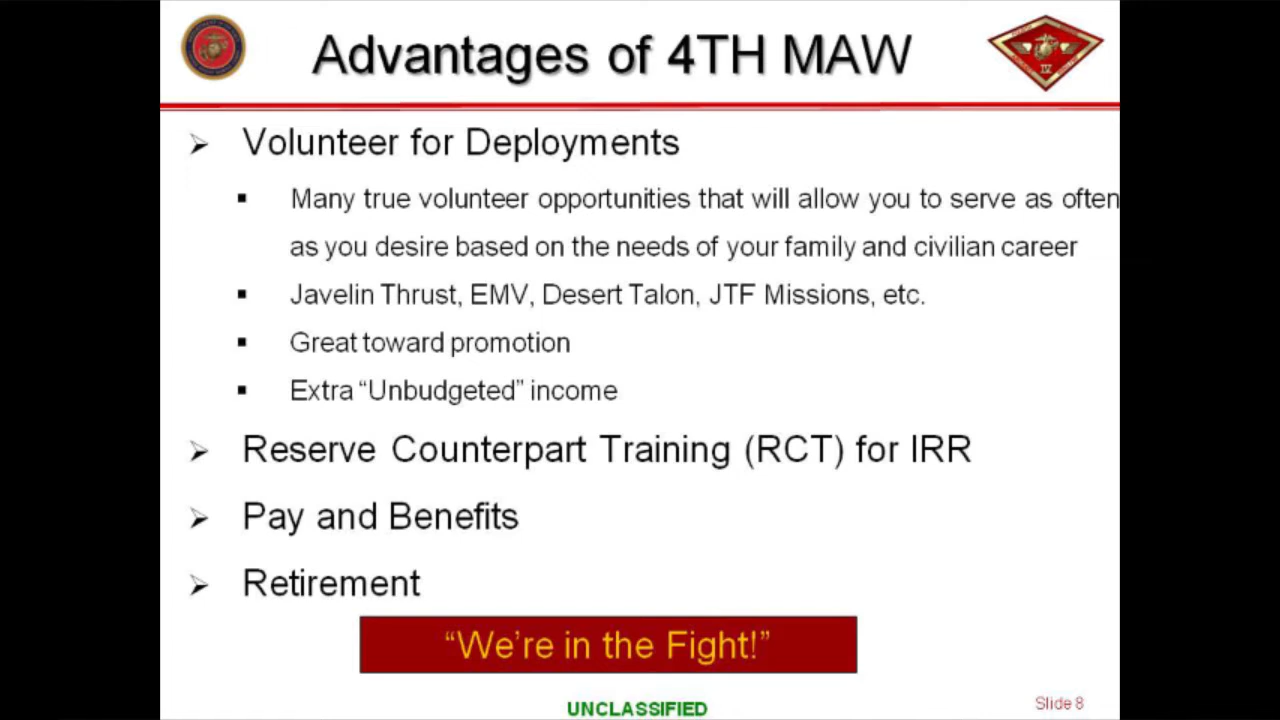 Advantages of 4TH MAW
Volunteer for Deployments
Many true volunteer opportunities that will allow you to serve as often
as you desire based on the needs of your family and civilian career
Javelin Thrust, EMV, Desert Talon, JTF Missions, etc.
Great toward promotion
Extra “Unbudgeted” income
Reserve Counterpart Training (RCT) for IRR
Pay and Benefits
Retirement
“We’re in the Fight!”
UNCLASSIFIED
Slide 8